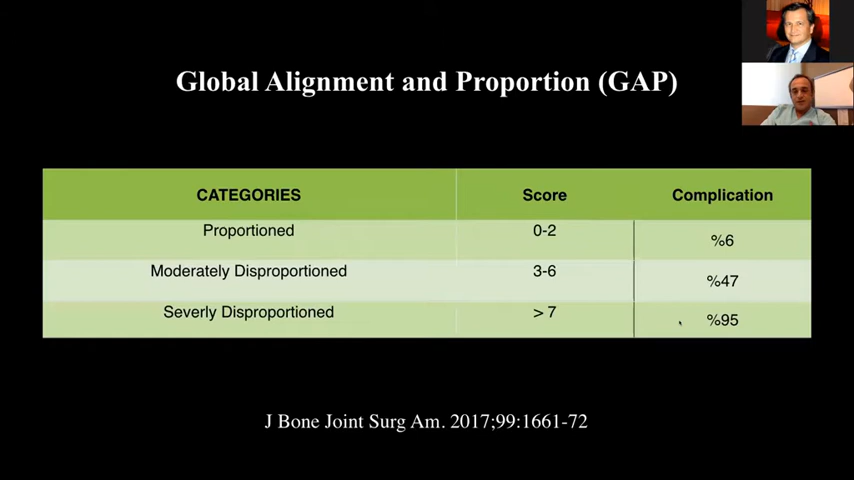 Global Alignment and Proportion (GAP)
CATEGORIES Score Complication
Proportioned 0-2 %6
Moderately Disproportioned 3-6 %47
Severly Disproportioned > 7 %95
J Bone Joint Surg Am. 2017;99:1661-72